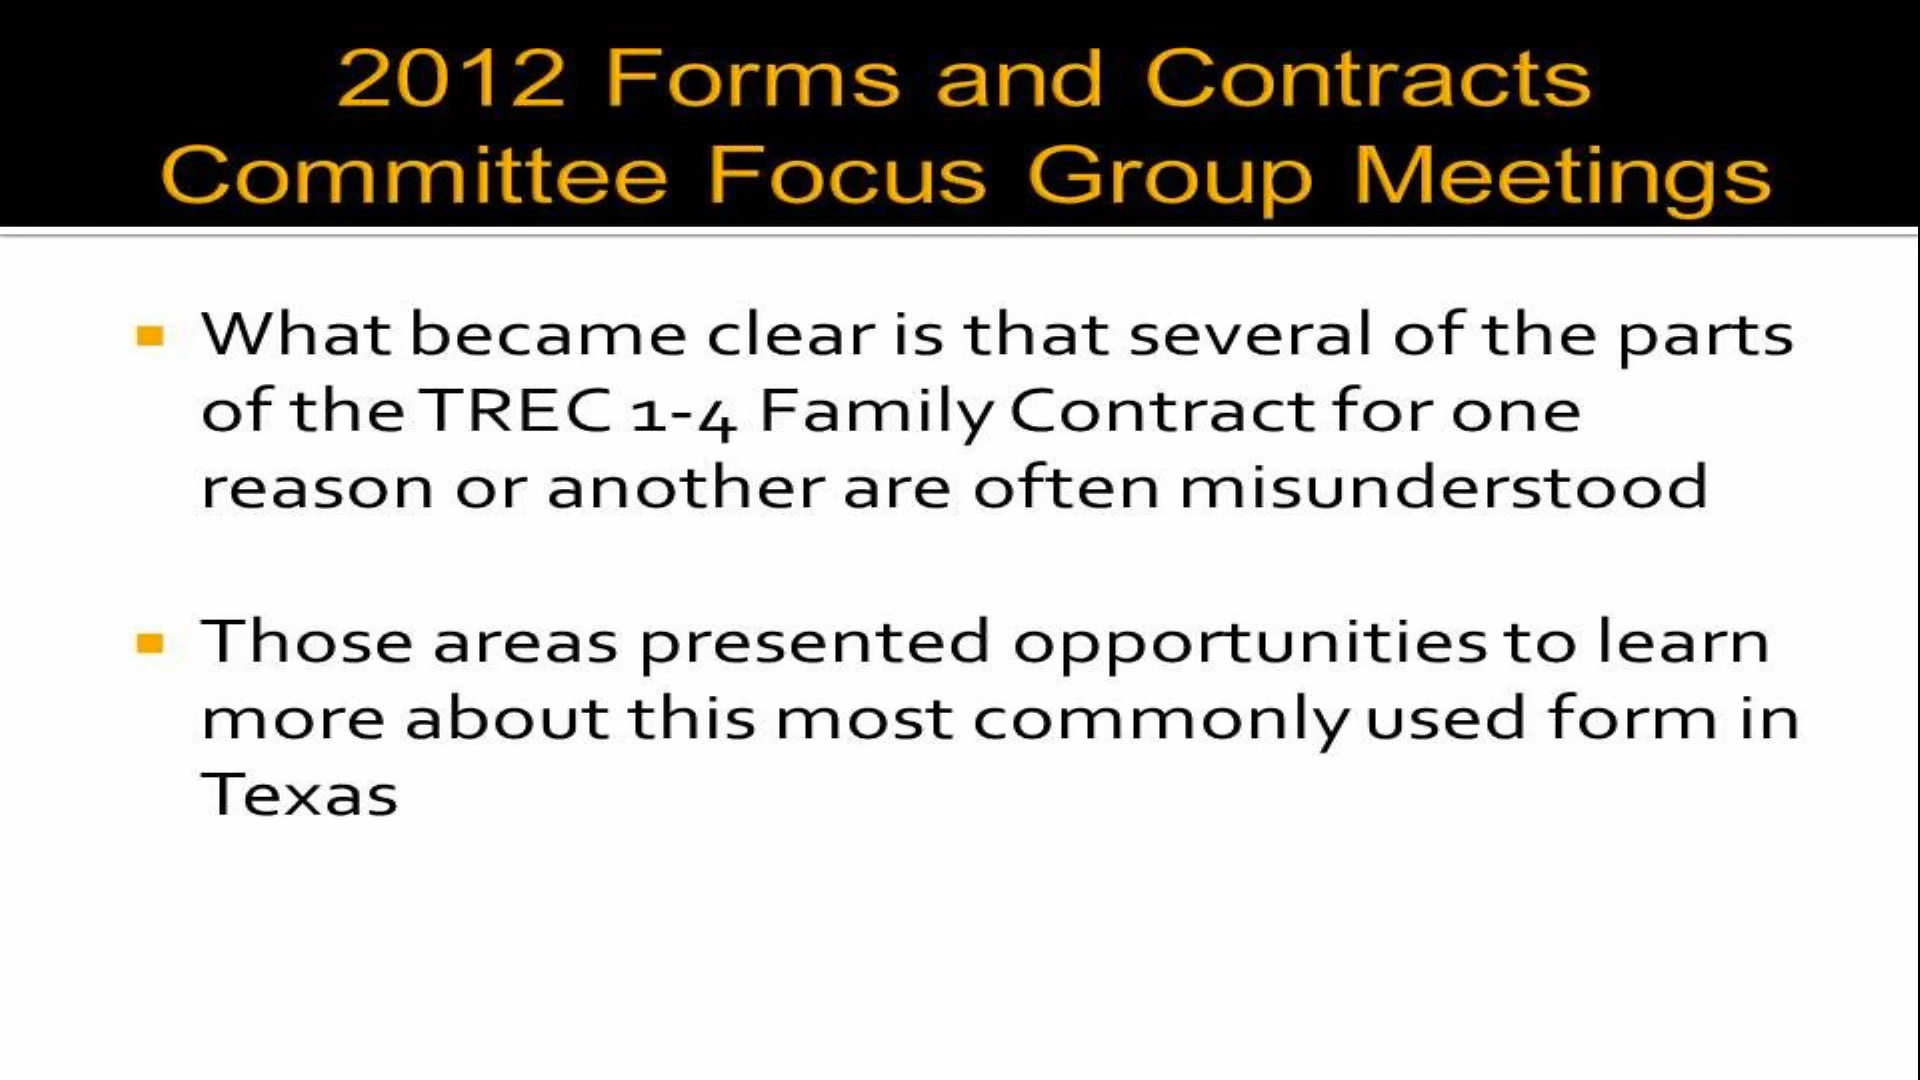 2012 Forms and Contracts
Committee Focus Group Meetings
What became clear is that several of the parts
of the TREC 1-4 Family Contract for one
reason or another are often misunderstood
Those areas presented opportunities to learn
more about this most commonly used form in
Texas